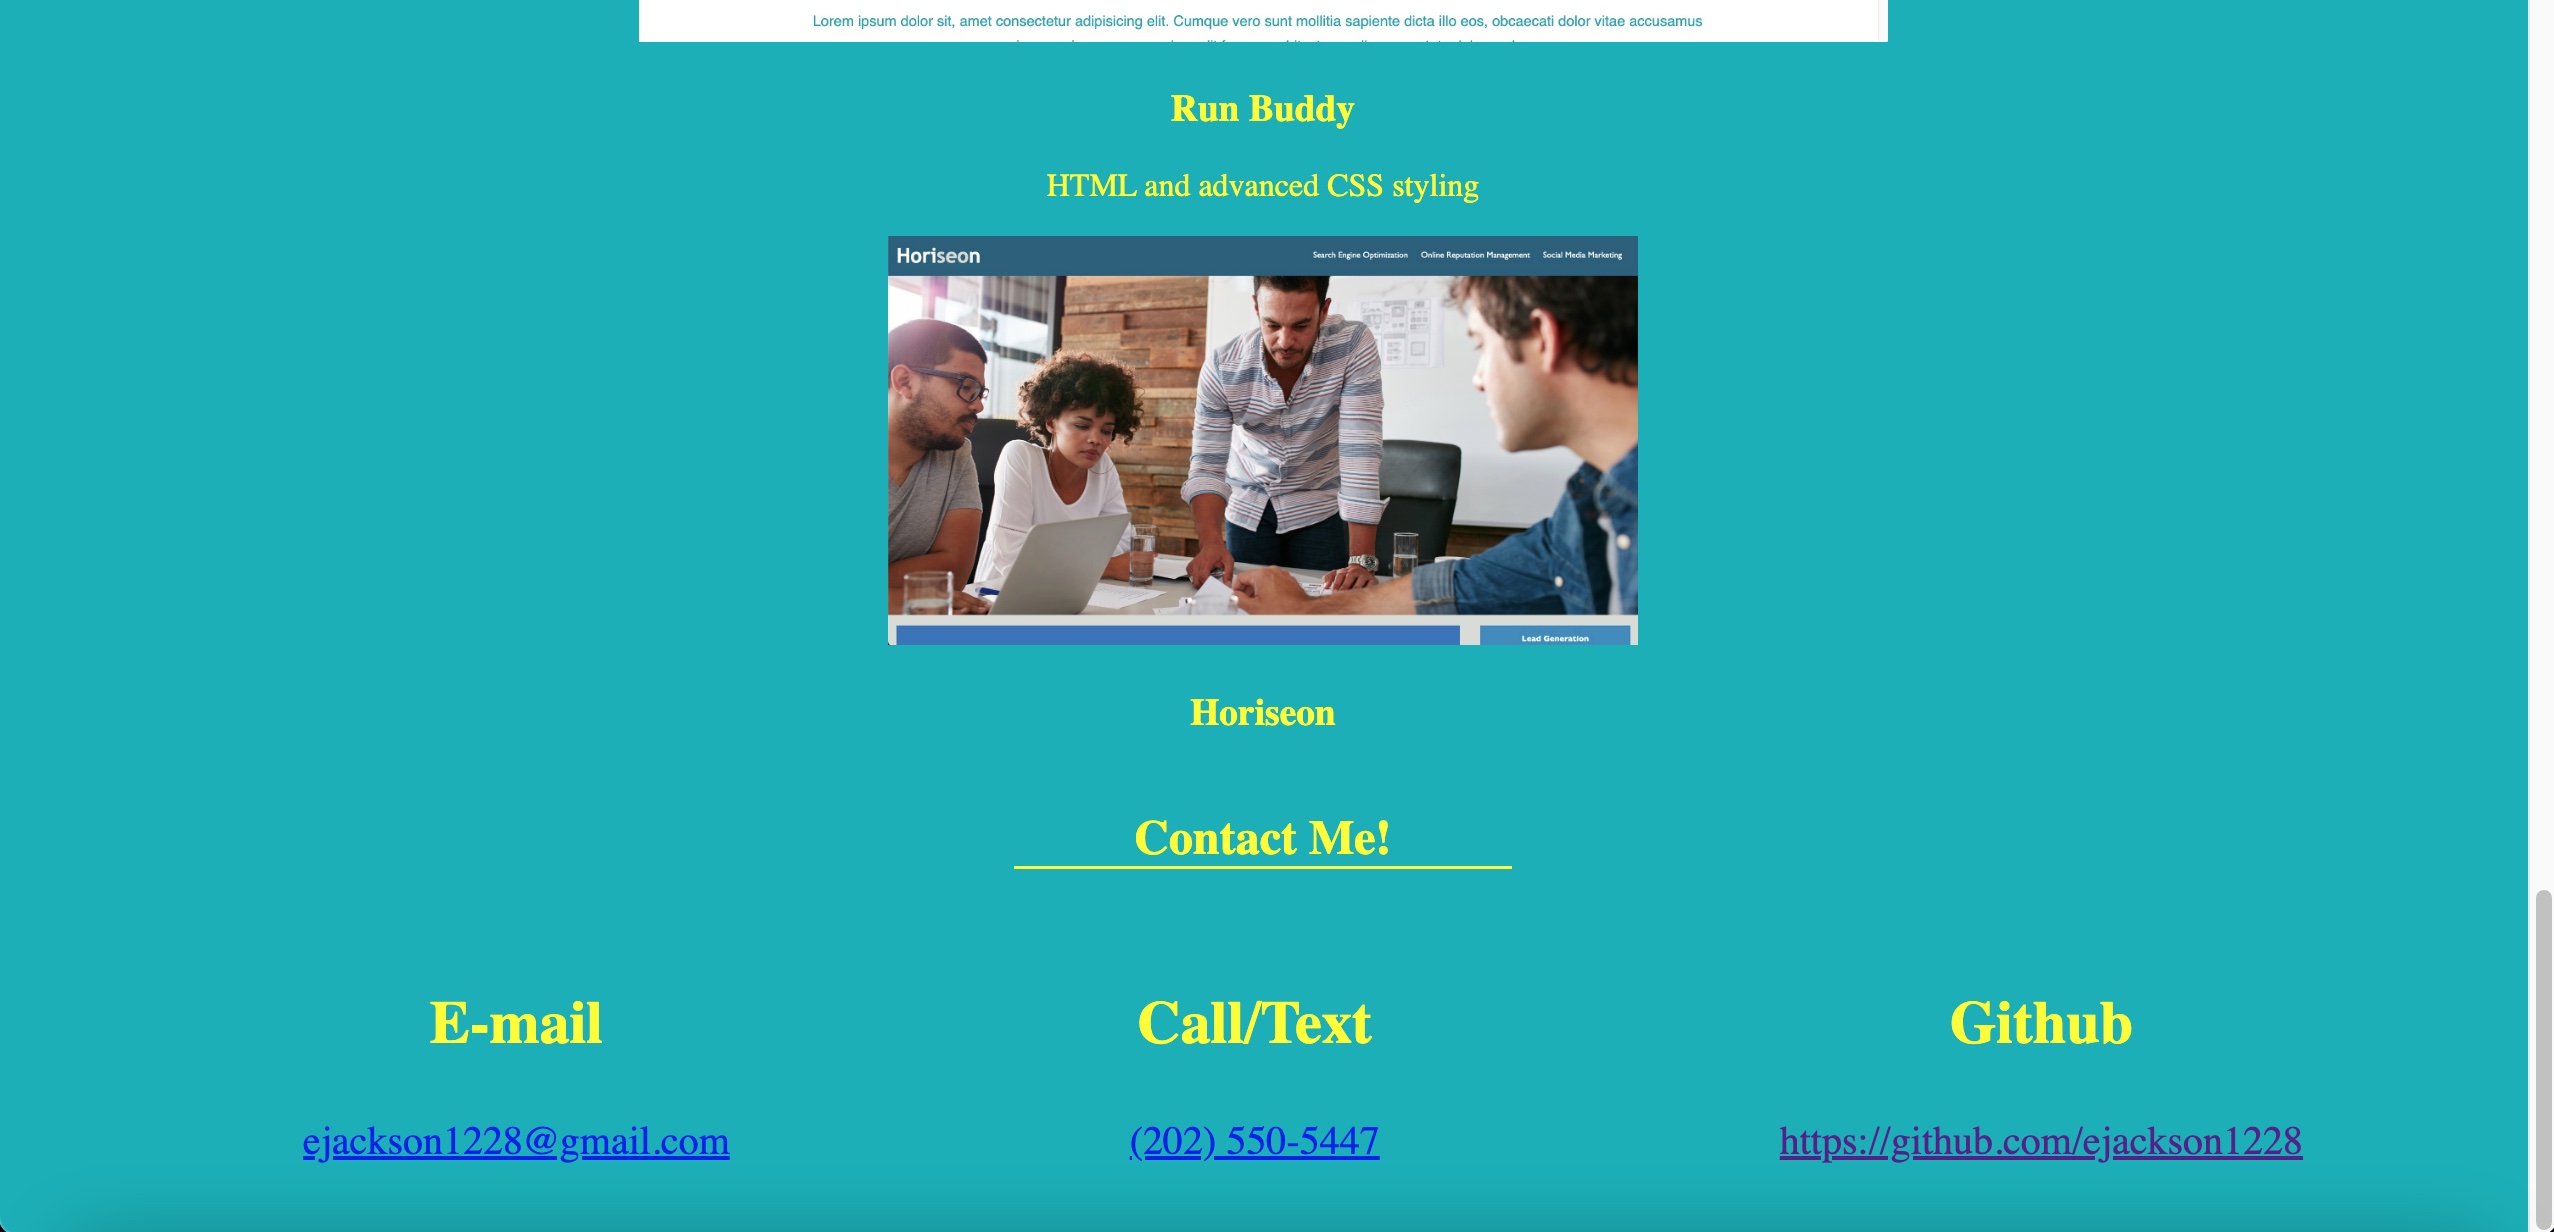 Lorem ipsum dolor sit, amet consectetur adipisicing elit. Cumque vero sunt mollitia sapiente dicta illo eos, obcaecati dolor vitae accusamus
Run Buddy
HTML and advanced CSS styling
Horiseon
Search Engine Optimization Online Reputation Management Social Media Marketing
Lead Generation
Horiseon
Contact Me!
E-mail Call/Text Github
ejackson1228@gmail.com (202) 550-5447 https://github.com/ejackson1228